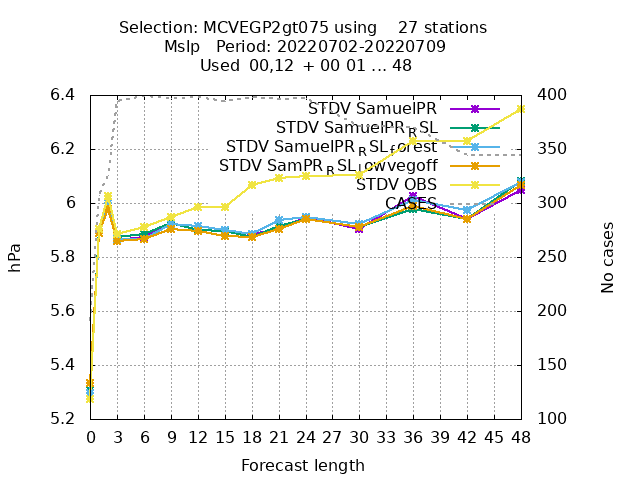 Selection: MCVEGP2gt075 using    27 stations
Mslp   Period: 20220702-20220709
Used  00,12  + 00 01 ... 48
6.4
6.2
6
5.8
5.6
5.4
5.2
400
350
300
250
200
150
100
STDV SamuelPR
STDV SamuelPR_RSL
STDV SamuelPR_RSL_forest
STDV SamPR_RSL_lowvegoff
STDV OBS
CASES
hPa
No cases
0 3 6 9 12 15 18 21 24 27 30 33 36 39 42 45 48
Forecast length